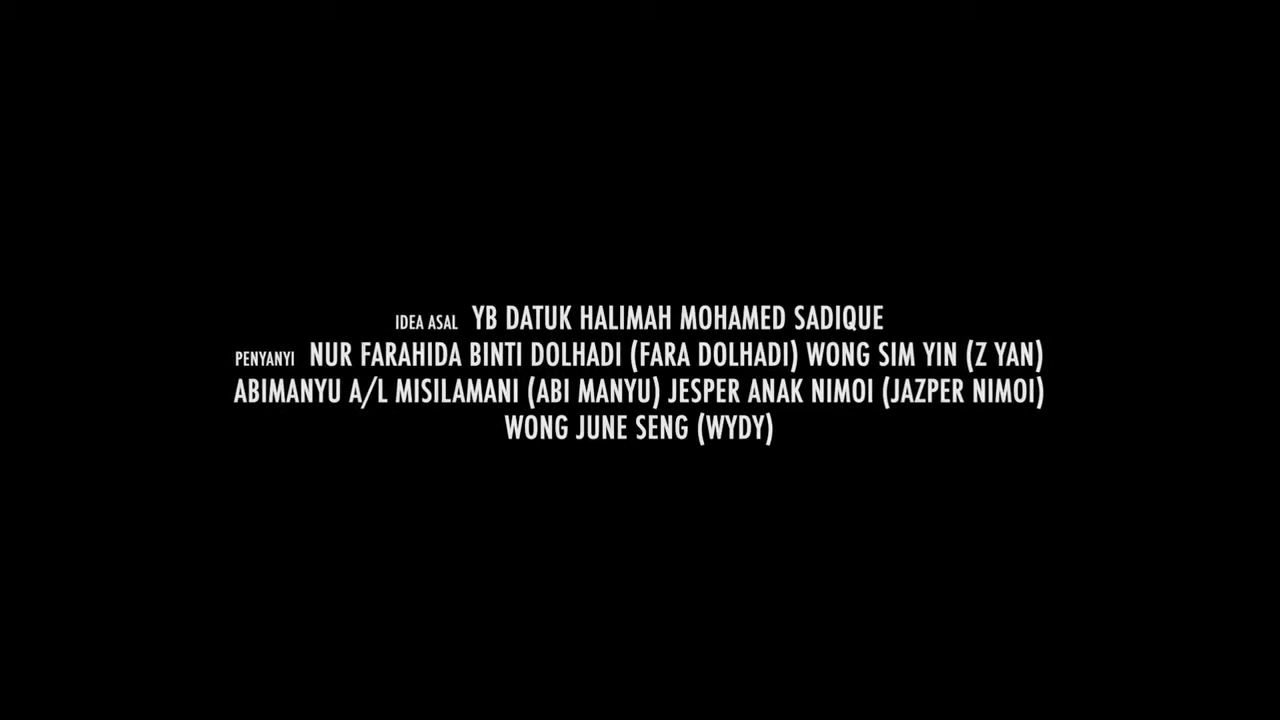 IDEA ASAL YB DATUK HALIMAH MOHAMED SADIQUE
PENYANYI NUR FARAHIDA BINTI DOLHADI (FARA DOLHADI) WONG SIM YIN (Z YAN)
ABIMANYU A/L MISILAMANI (ABI MANYU) JESPER ANAK NIMOI (JAZPER NIMOI)
WONG JUNE SENG (WYDY)